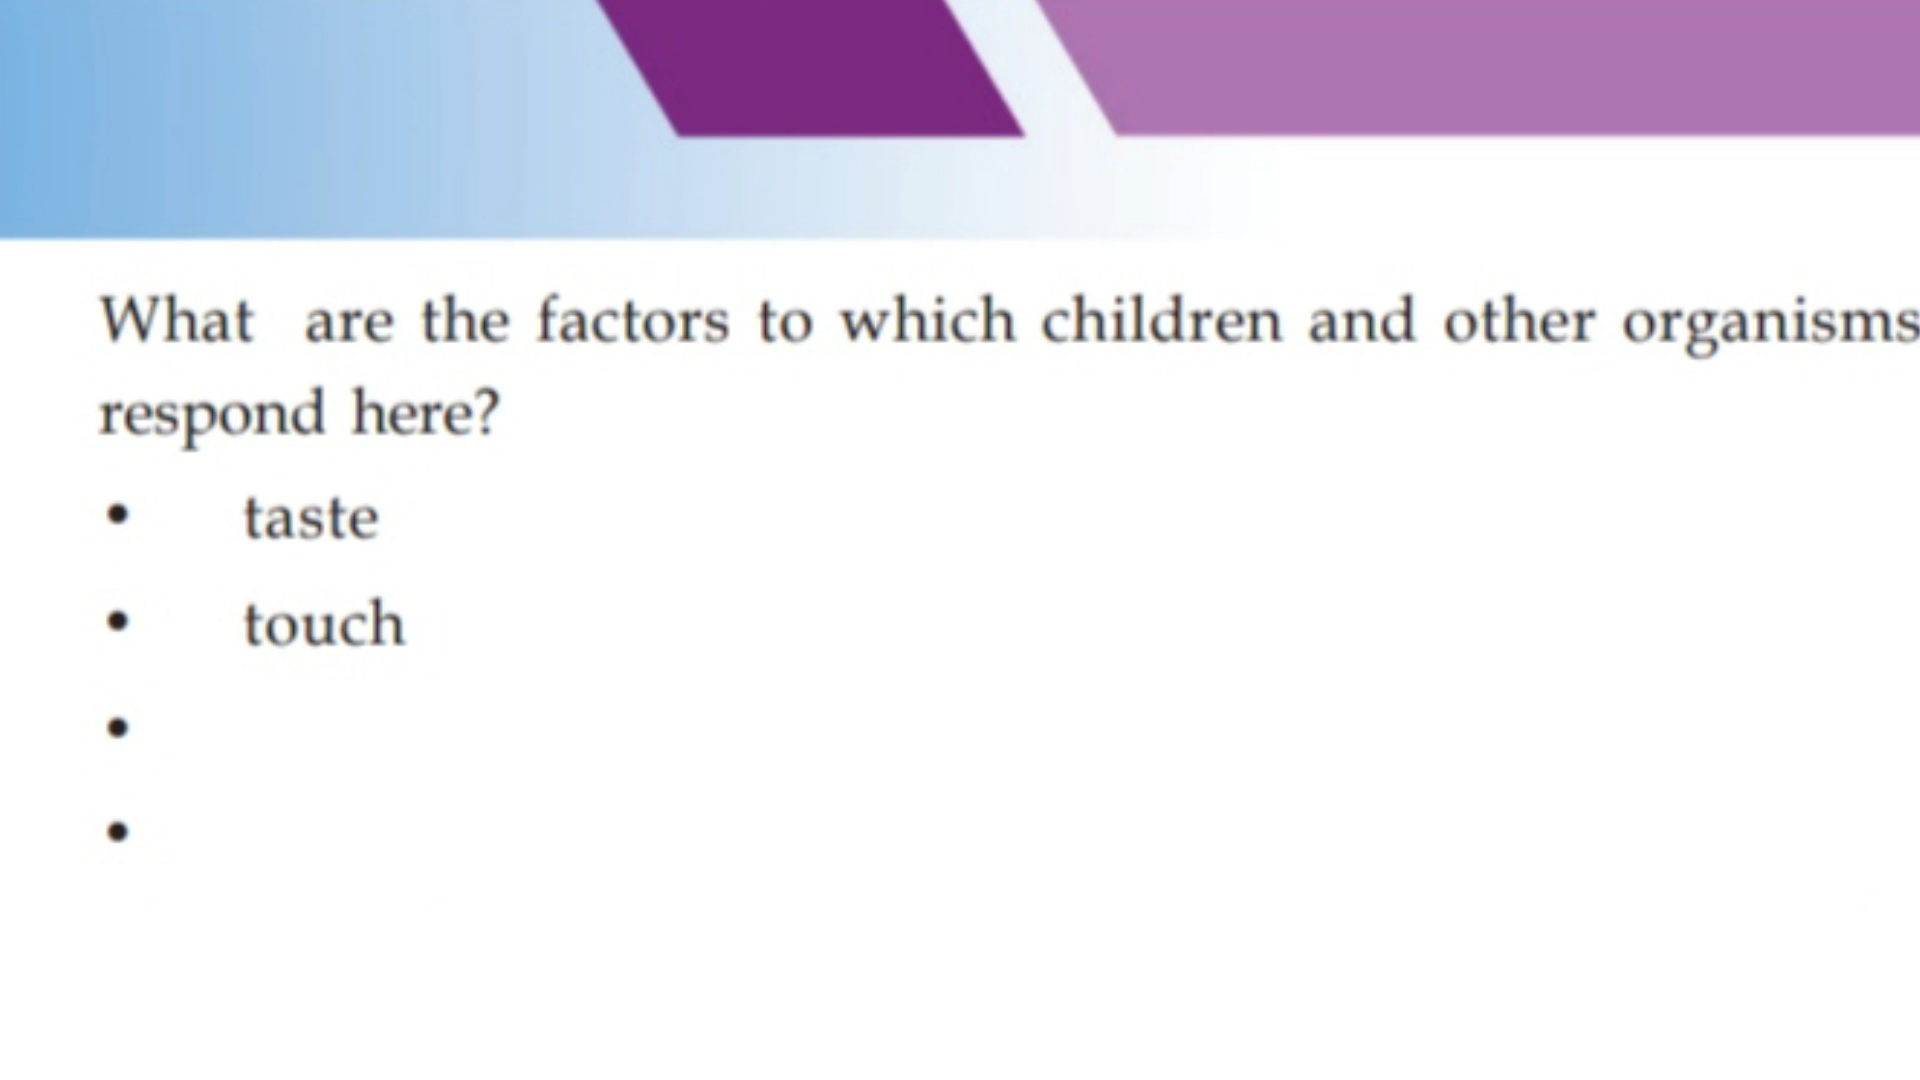 What are the factors to which children and other organisms
respond here?
• taste
• touch
•
•